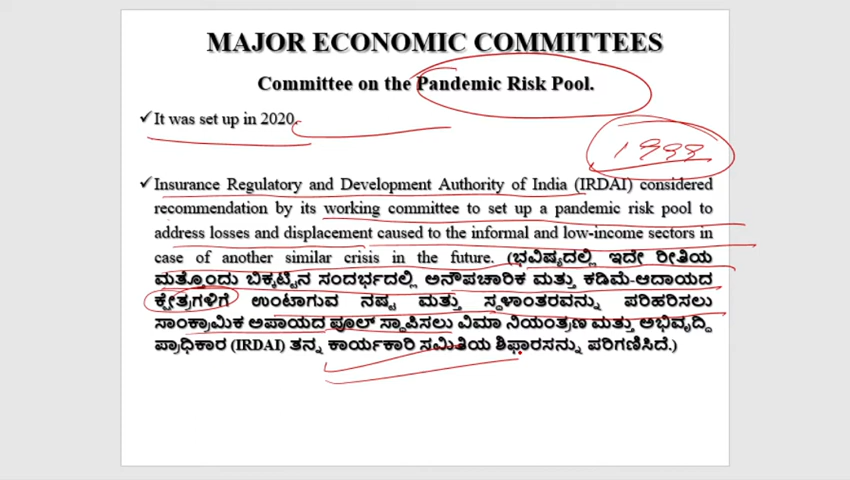 MAJOR ECONOMIC COMMITTEES
Committee on the Pandemic Risk Pool.
✓It was set up in 2020.
✓Insurance Regulatory and Development Authority of India (IRDAI) considered
recommendation by its working committee to set up a pandemic risk pool to
address losses and displacement caused to the informal and low-income sectors in
case of another similar crisis in the future. (ಭವಿಷ್ಯದಲ್ಲಿ ಇದೇ ರೀತಿಯ
ಮತ್ತೊಂದು ಬಿಕ್ಕಟ್ಟಿನ ಸಂದರ್ಭದಲ್ಲಿ ಅನೌಪಚಾರಿಕ ಮತ್ತು ಕಡಿಮೆ-ಆದಾಯದ
ಕ್ಷೇತ್ರಗಳಿಗೆ ಉಂಟಾಗುವ ನಷ್ಟ ಮತ್ತು ಸ್ಥಳಾಂತರವನ್ನು ಪರಿಹರಿಸಲು
ಸಾಂಕ್ರಾಮಿಕ ಅಪಾಯದ ಪೂಲ್ ಸ್ಥಾಪಿಸಲು ವಿಮಾ ನಿಯಂತ್ರಣ ಮತ್ತು ಅಭಿವೃದ್ಧಿ
ಪ್ರಾಧಿಕಾರ (IRDAI) ತನ್ನ ಕಾರ್ಯಕಾರಿ ಸಮಿತಿಯ ಶಿಫಾರಸನ್ನು ಪರಿಗಣಿಸಿದೆ.)